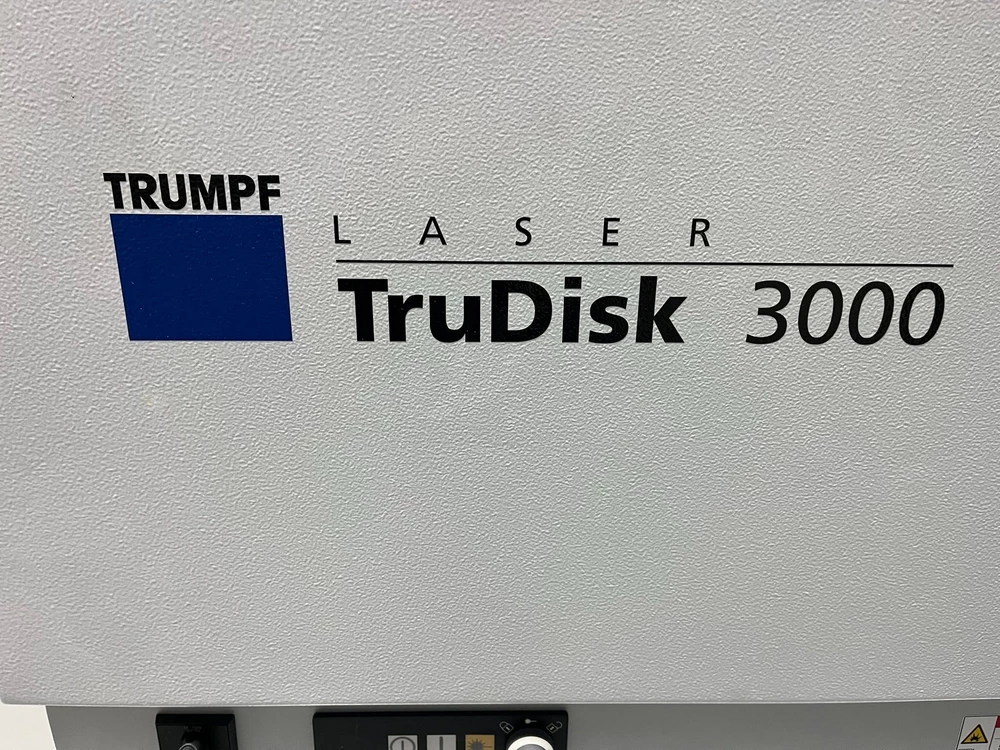 TRUMPF
LASER
TruDisk 3000